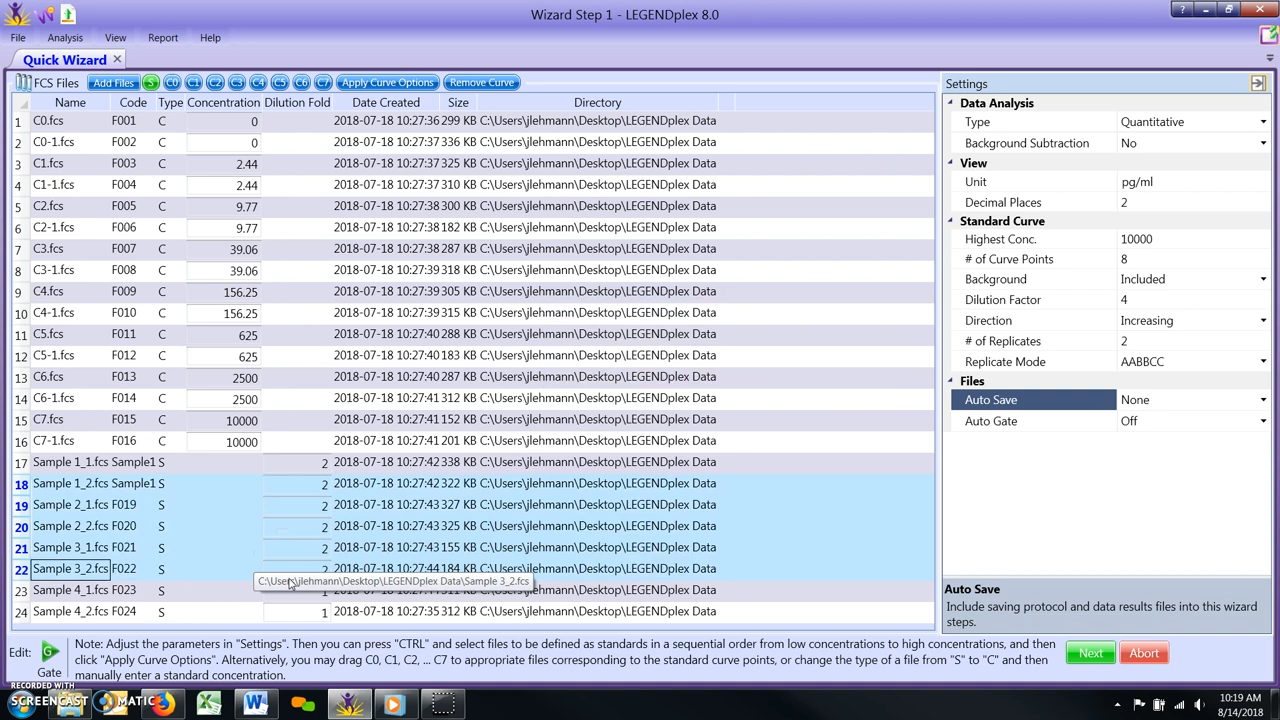 Wizard Step 1 - LEGENDplex 8.0
File Analysis View Report Help
Quick Wizard
FCS Files Add Files S C0 C1 C2 C3 C4 C5 C6 C7 Apply Curve Options Remove Curve
Name Code Type Concentration Dilution Fold Date Created Size Directory
1 C0.fcs F001 C 0 2018-07-18 10:27:36 299 KB C:\Users\jlehmann\Desktop\LEGENDplex Data
2 C0-1.fcs F002 C 0 2018-07-18 10:27:37 336 KB C:\Users\jlehmann\Desktop\LEGENDplex Data
3 C1.fcs F003 C 2.44 2018-07-18 10:27:37 325 KB C:\Users\jlehmann\Desktop\LEGENDplex Data
4 C1-1.fcs F004 C 2.44 2018-07-18 10:27:37 310 KB C:\Users\jlehmann\Desktop\LEGENDplex Data
5 C2.fcs F005 C 9.77 2018-07-18 10:27:38 300 KB C:\Users\jlehmann\Desktop\LEGENDplex Data
6 C2-1.fcs F006 C 9.77 2018-07-18 10:27:38 182 KB C:\Users\jlehmann\Desktop\LEGENDplex Data
7 C3.fcs F007 C 39.06 2018-07-18 10:27:38 287 KB C:\Users\jlehmann\Desktop\LEGENDplex Data
8 C3-1.fcs F008 C 39.06 2018-07-18 10:27:39 318 KB C:\Users\jlehmann\Desktop\LEGENDplex Data
9 C4.fcs F009 C 156.25 2018-07-18 10:27:39 305 KB C:\Users\jlehmann\Desktop\LEGENDplex Data
10 C4-1.fcs F010 C 156.25 2018-07-18 10:27:39 315 KB C:\Users\jlehmann\Desktop\LEGENDplex Data
11 C5.fcs F011 C 625 2018-07-18 10:27:40 288 KB C:\Users\jlehmann\Desktop\LEGENDplex Data
12 C5-1.fcs F012 C 625 2018-07-18 10:27:40 183 KB C:\Users\jlehmann\Desktop\LEGENDplex Data
13 C6.fcs F013 C 2500 2018-07-18 10:27:40 287 KB C:\Users\jlehmann\Desktop\LEGENDplex Data
14 C6-1.fcs F014 C 2500 2018-07-18 10:27:41 312 KB C:\Users\jlehmann\Desktop\LEGENDplex Data
15 C7.fcs F015 C 10000 2018-07-18 10:27:41 152 KB C:\Users\jlehmann\Desktop\LEGENDplex Data
16 C7-1.fcs F016 C 10000 2018-07-18 10:27:41 201 KB C:\Users\jlehmann\Desktop\LEGENDplex Data
17 Sample 1_1.fcs Sample1 S 2 2018-07-18 10:27:42 338 KB C:\Users\jlehmann\Desktop\LEGENDplex Data
18 Sample 1_2.fcs Sample1 S 2 2018-07-18 10:27:42 322 KB C:\Users\jlehmann\Desktop\LEGENDplex Data
19 Sample 2_1.fcs F019 S 2 2018-07-18 10:27:43 327 KB C:\Users\jlehmann\Desktop\LEGENDplex Data
20 Sample 2_2.fcs F020 S 2 2018-07-18 10:27:43 325 KB C:\Users\jlehmann\Desktop\LEGENDplex Data
21 Sample 3_1.fcs F021 S 2 2018-07-18 10:27:43 155 KB C:\Users\jlehmann\Desktop\LEGENDplex Data
22 Sample 3_2.fcs F022 S 2 2018-07-18 10:27:44 184 KB C:\Users\jlehmann\Desktop\LEGENDplex Data
C:\Users\jlehmann\Desktop\LEGENDplex Data\Sample 3_2.fcs
23 Sample 4_1.fcs F023 S 1 C:\Users\jlehmann\Desktop\LEGENDplex Data
24 Sample 4_2.fcs F024 S 1 2018-07-18 10:27:35 312 KB C:\Users\jlehmann\Desktop\LEGENDplex Data
Settings
Data Analysis
Type Quantitative
Background Subtraction No
View
Unit pg/ml
Decimal Places 2
Standard Curve
Highest Conc. 10000
# of Curve Points 8
Background Included
Dilution Factor 4
Direction Increasing
# of Replicates 2
Replicate Mode AABBCC
Files
Auto Save None
Auto Gate Off
Auto Save
Include saving protocol and data results files into this wizard
steps.
Edit: G Gate
Note: Adjust the parameters in "Settings". Then you can press "CTRL" and select files to be defined as standards in a sequential order from low concentrations to high concentrations, and then
click "Apply Curve Options". Alternatively, you may drag C0, C1, C2, ... C7 to appropriate files corresponding to the standard curve points, or change the type of a file from "S" to "C" and then
manually enter a standard concentration.
Next Abort
RECORDED WITH
SCREENCAST MATIC
10:19 AM
8/14/2018